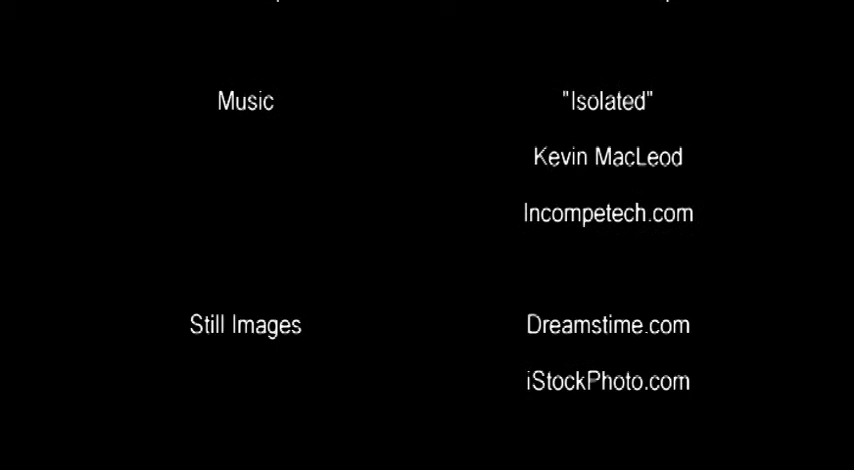 Music "Isolated"
Kevin MacLeod
Incompetech.com
Still Images Dreamstime.com
iStockPhoto.com